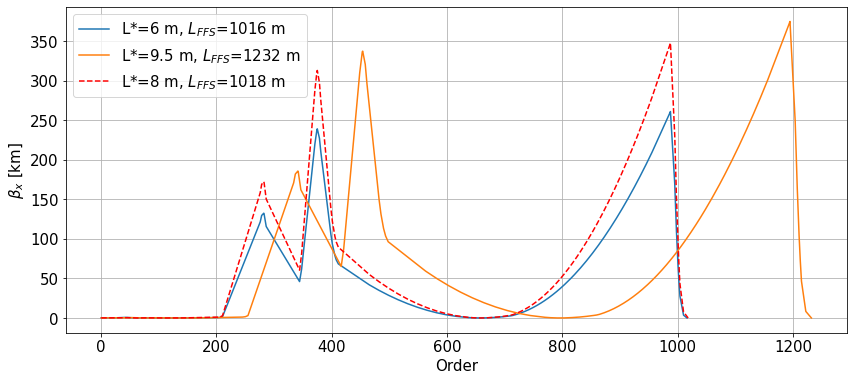 L*=6 m, L_FFS=1016 m
L*=9.5 m, L_FFS=1232 m
L*=8 m, L_FFS=1018 m
β_x [km]
350
300
250
200
150
100
50
0
0 200 400 600 800 1000 1200
Order